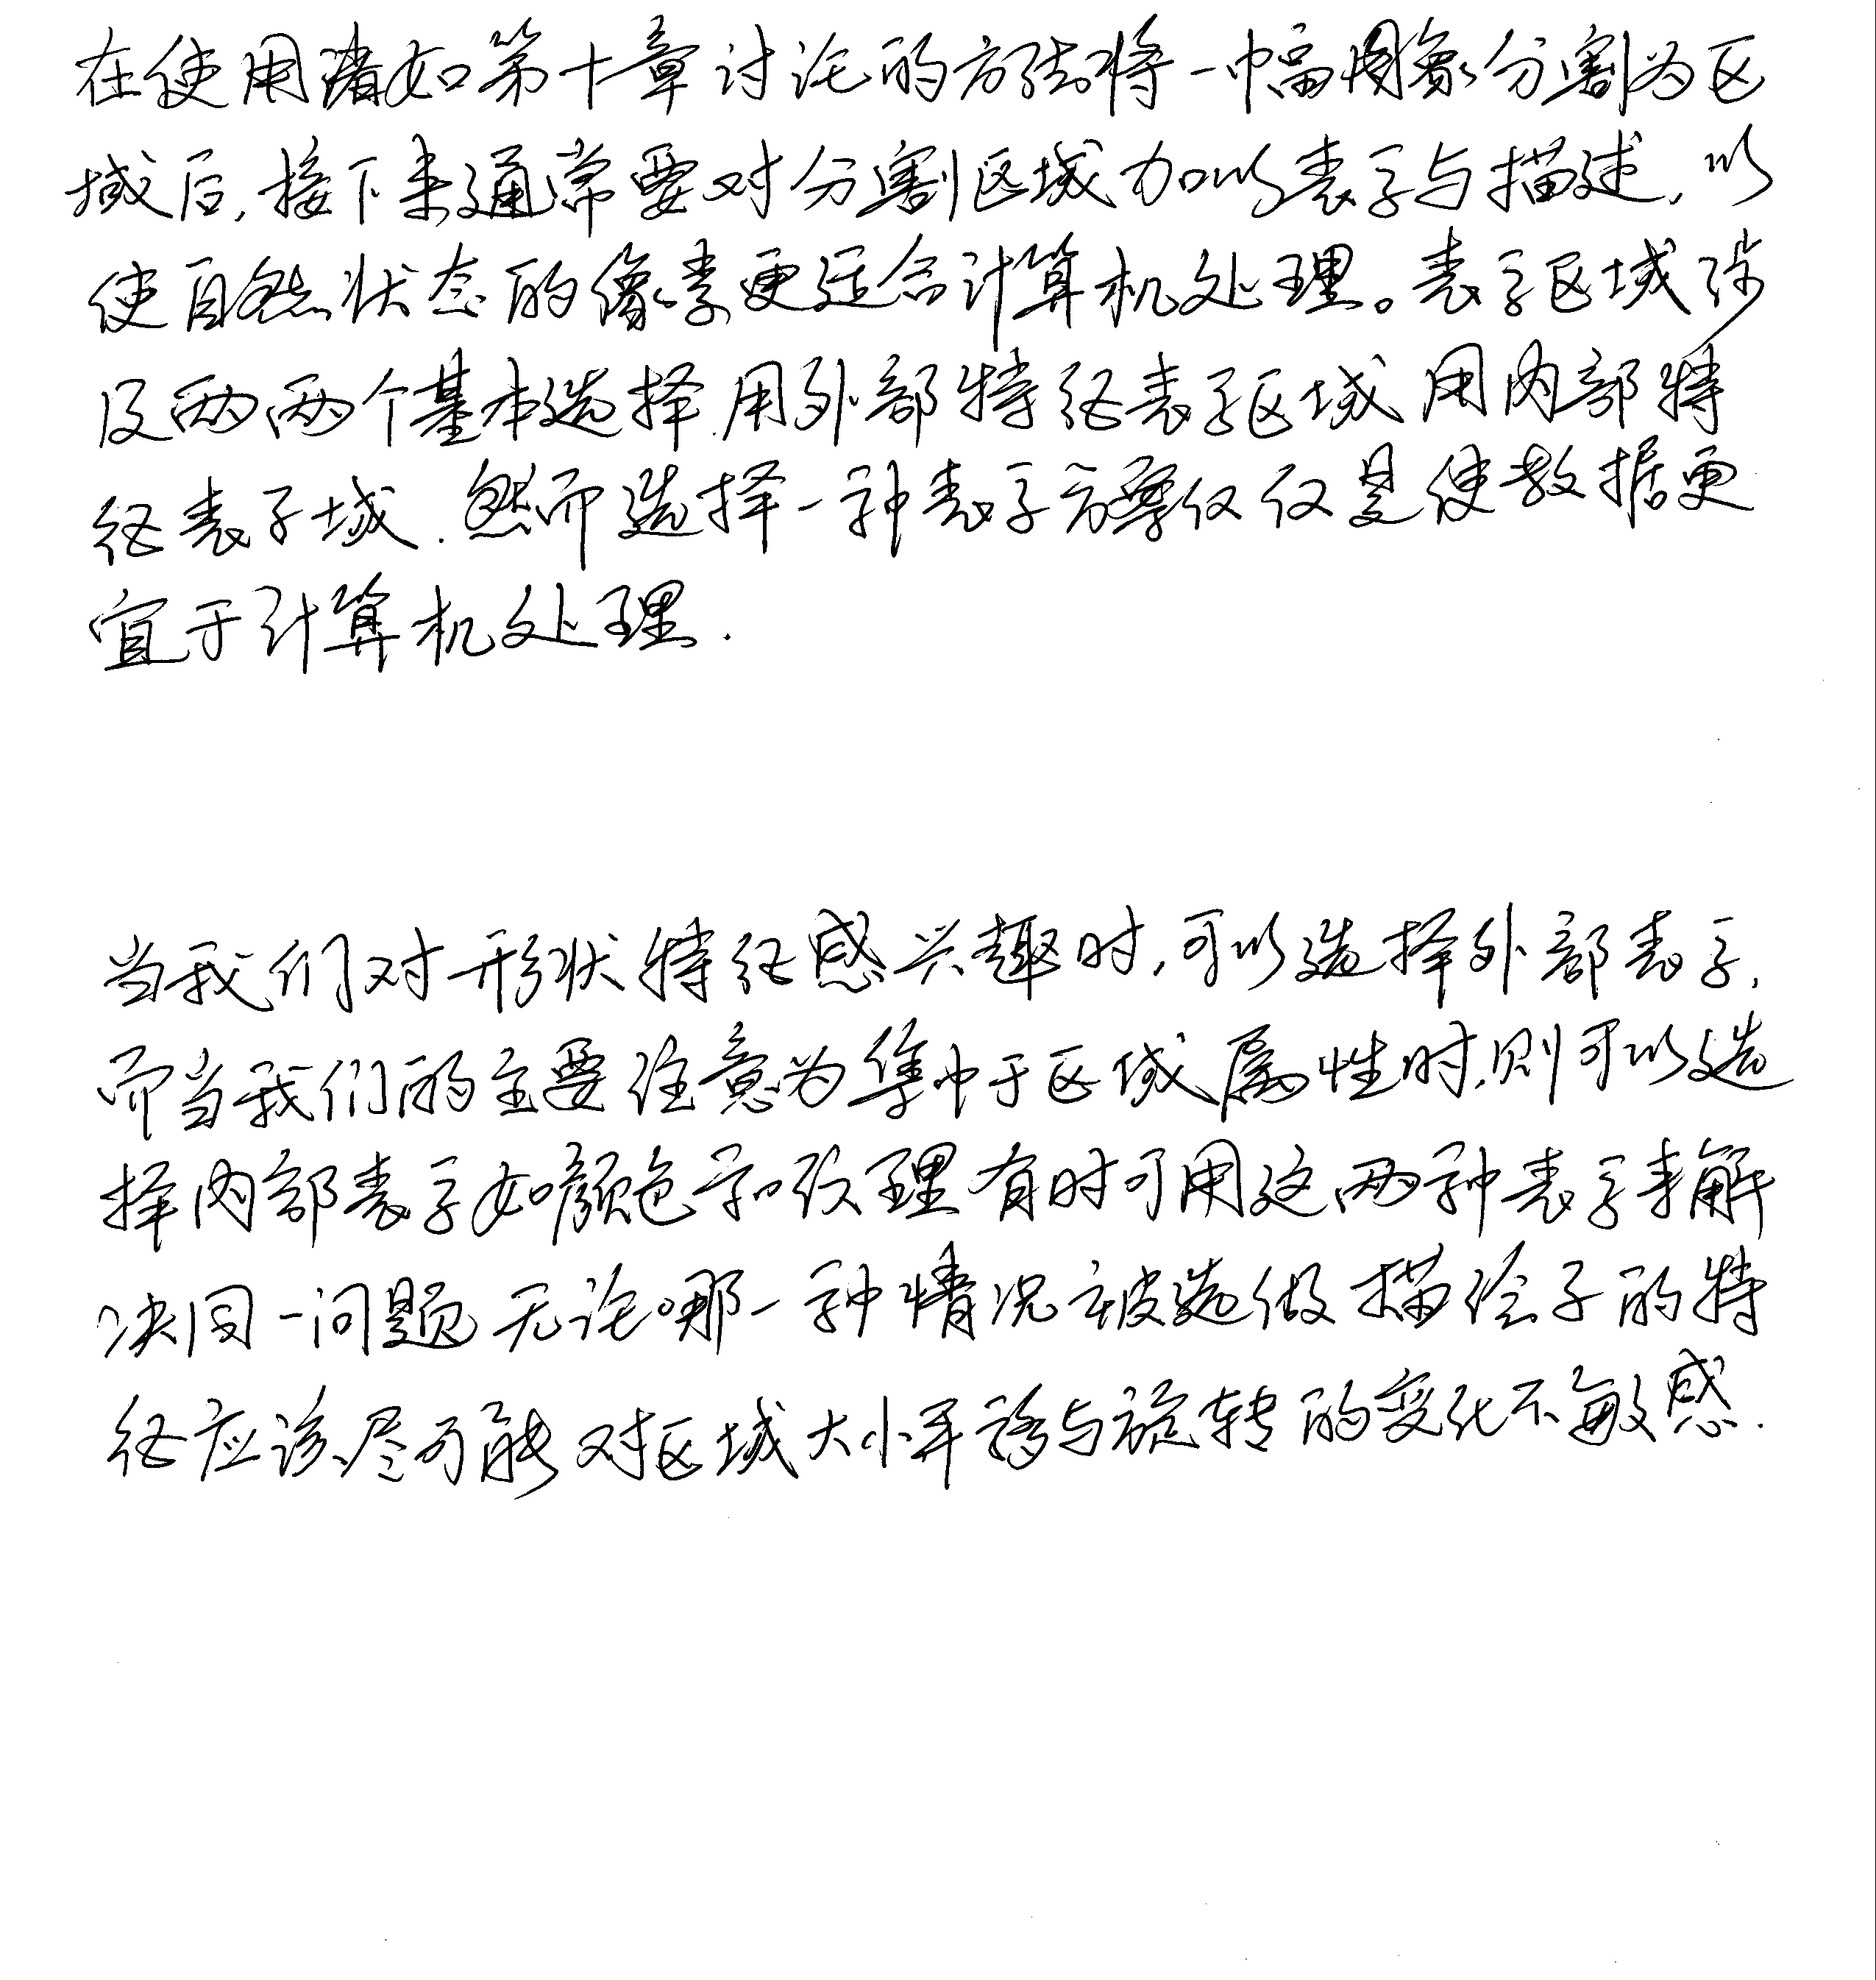 在使用诸如第十章讨论的方法将一幅图象分割为区
域后,接下来通常要对分割区域加以表示与描述,以
使自然状态的像素更适合计算机处理。表示区域涉
及两两个基本选择.用外部特征表示区域 用内部特
征表示域.然而选择一种表示方案仅仅是使数据更
宜于计算机处理.
当我们对形状特征感兴趣时,可以选择外部表示,
而当我们的主要注意为集中于区域属性时,则可以选
择内部表示如颜色和纹理 有时可用这两种表示来解
决同一问题 无论哪一种情况 被选做描绘子的特
征应该尽可能对区域大小平移与旋转的变化不敏感.